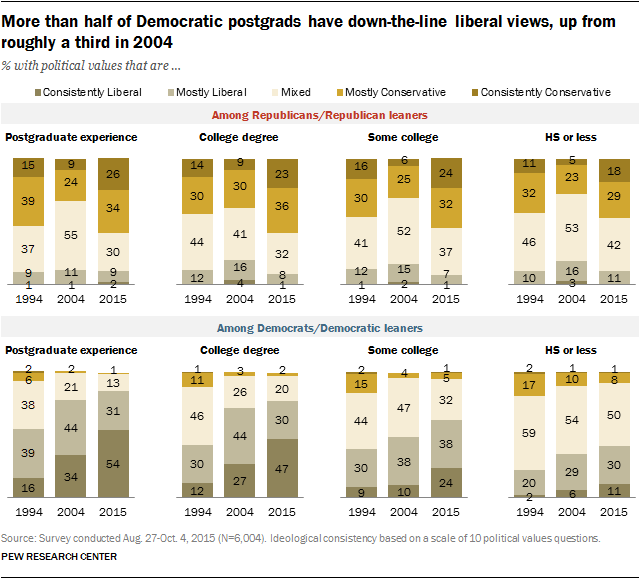 More than half of Democratic postgrads have down-the-line liberal views, up from
roughly a third in 2004
% with political values that are ...
Consistently Liberal Mostly Liberal Mixed Mostly Conservative Consistently Conservative
Among Republicans/Republican leaners
Postgraduate experience College degree Some college HS or less
15 9 26 14 9 23 16 6 24 11 5 18
39 24 34 30 30 36 30 25 32 32 23 29
37 55 30 44 41 32 41 52 37 46 53 42
9 11 9 12 16 8 12 15 7 10 16 11
1 1 2 4 1 1 2 1 3
1994 2004 2015 1994 2004 2015 1994 2004 2015 1994 2004 2015
Among Democrats/Democratic leaners
Postgraduate experience College degree Some college HS or less
2 2 1 1 3 2 2 4 1 2 1 1
6 21 13 11 26 20 15 47 5 17 10 8
38 44 31 46 44 30 44 38 32 59 54 50
39 34 54 30 27 47 30 10 38 20 29 30
16 12 9 24 2 6 11
1994 2004 2015 1994 2004 2015 1994 2004 2015 1994 2004 2015
Source: Survey conducted Aug. 27-Oct. 4, 2015 (N=6,004). Ideological consistency based on a scale of 10 political values questions.
PEW RESEARCH CENTER